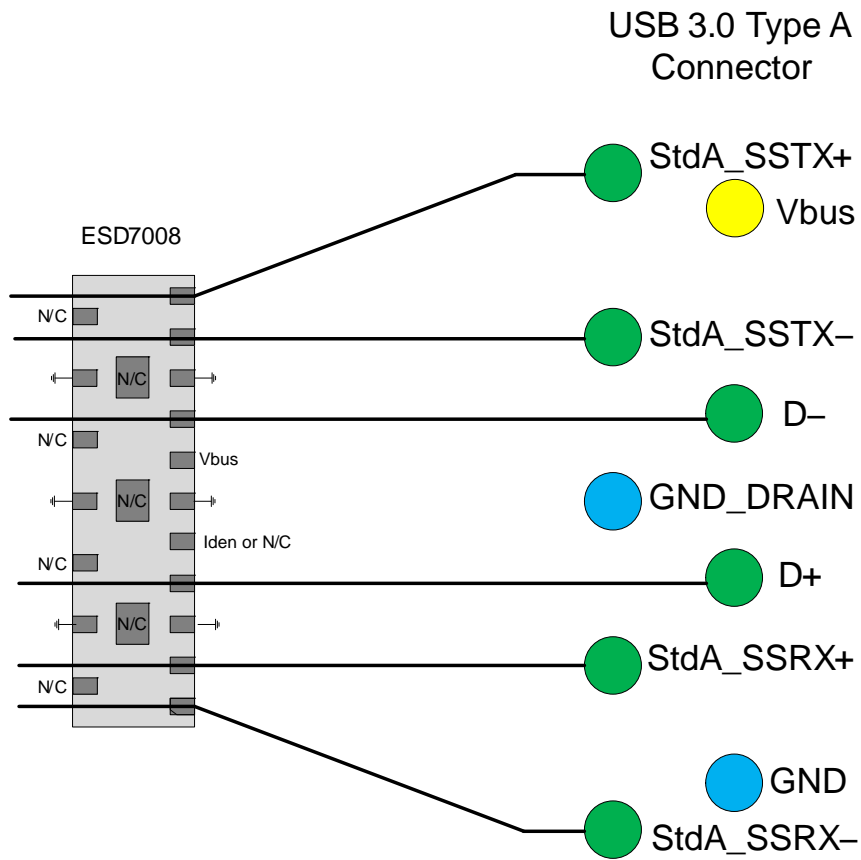 USB 3.0 Type A
Connector
StdA_SSTX+
Vbus
ESD7008
N/C
StdA_SSTX–
N/C
D–
N/C
Vbus
N/C
GND_DRAIN
Iden or N/C
N/C
D+
N/C
StdA_SSRX+
N/C
GND
StdA_SSRX–